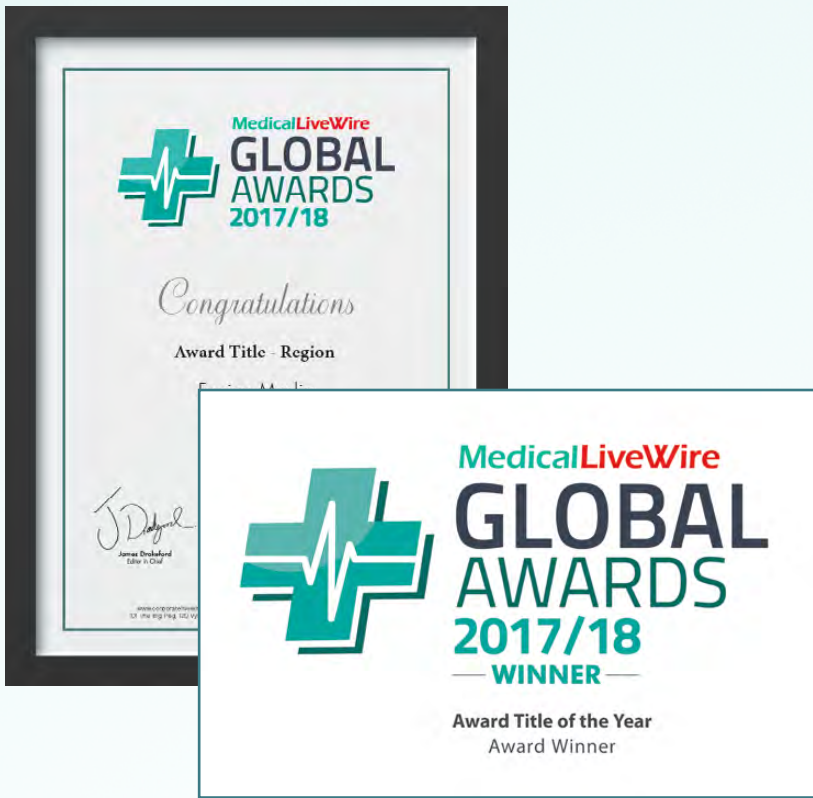 MedicalLiveWire
GLOBAL
AWARDS
2017/18
Congratulations
Award Title - Region
James Drakeford
Editor in Chief
MedicalLiveWire
GLOBAL
AWARDS
2017/18
WINNER
Award Title of the Year
Award Winner